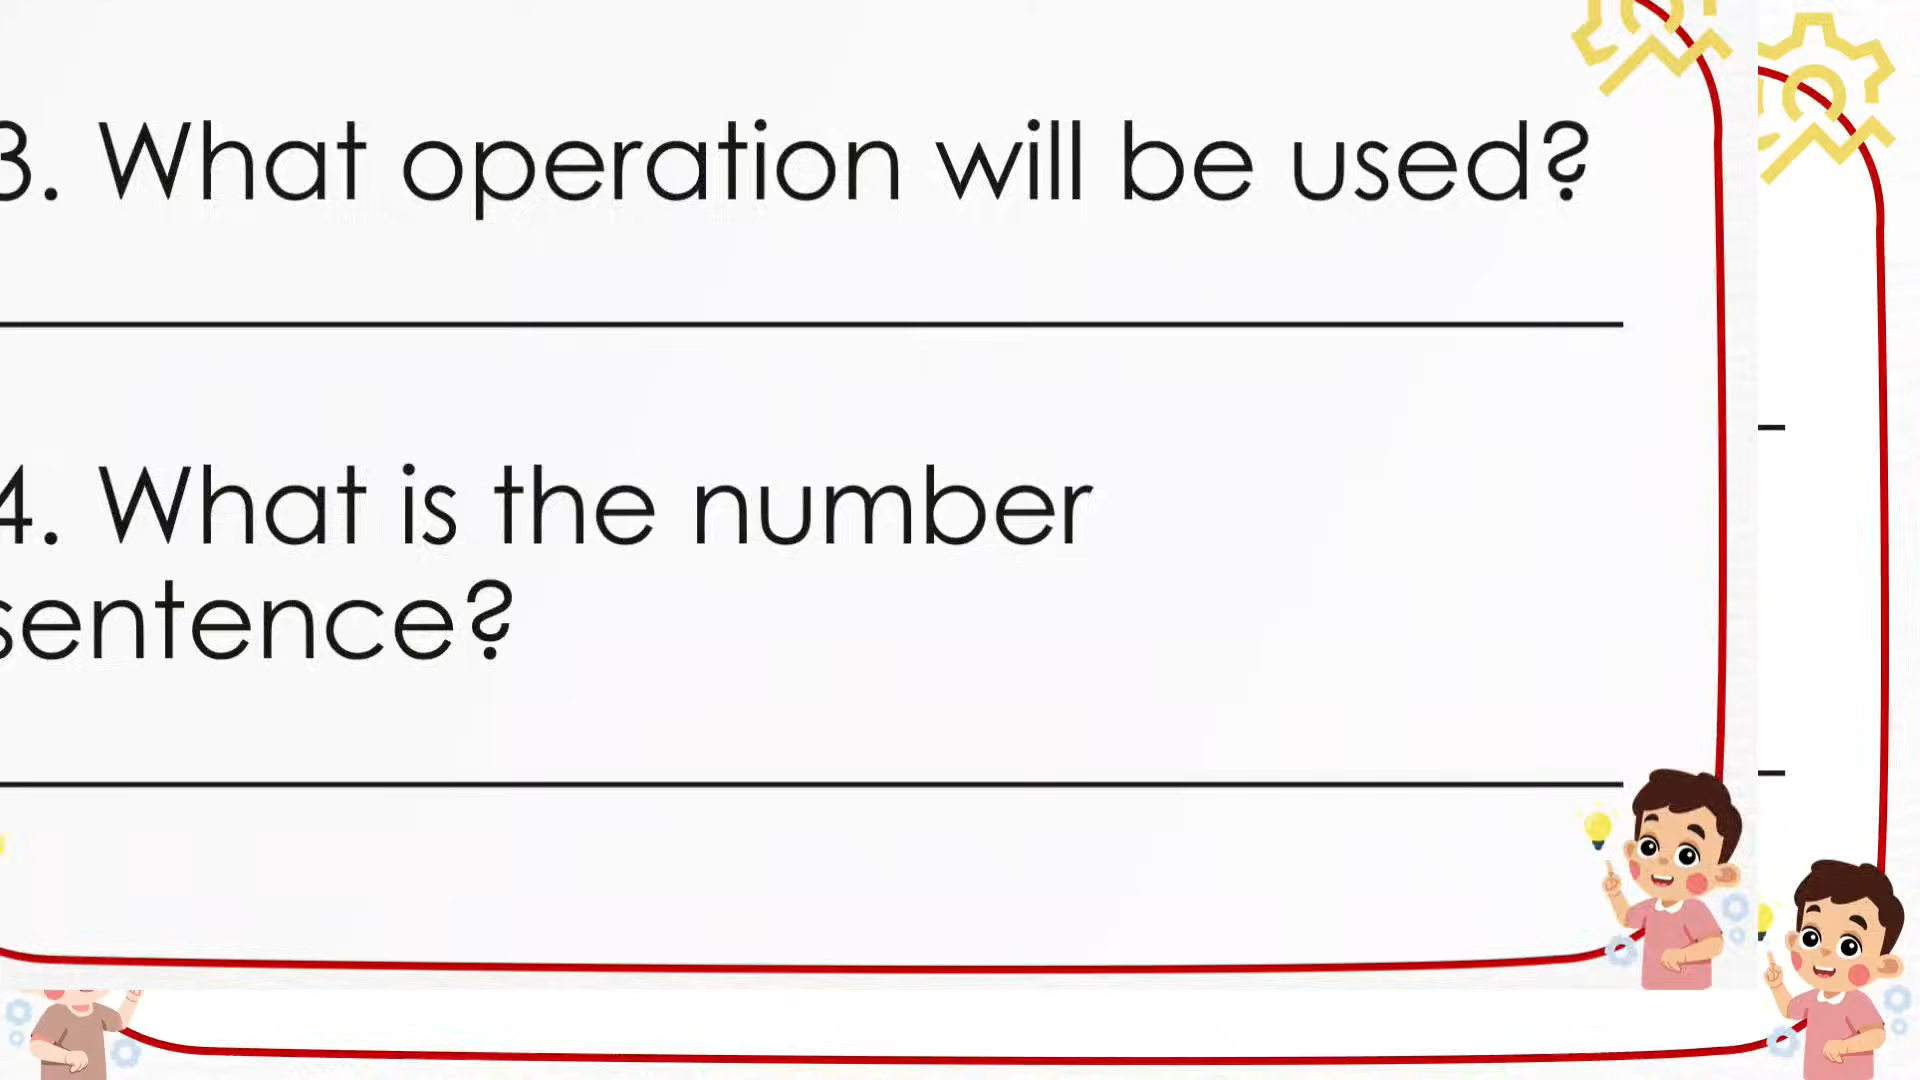 3. What operation will be used?
4. What is the number
sentence?